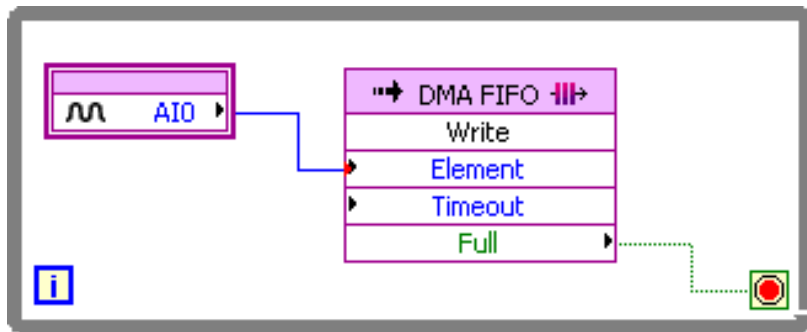 AI0
DMA FIFO
Write
Element
Timeout
Full
i